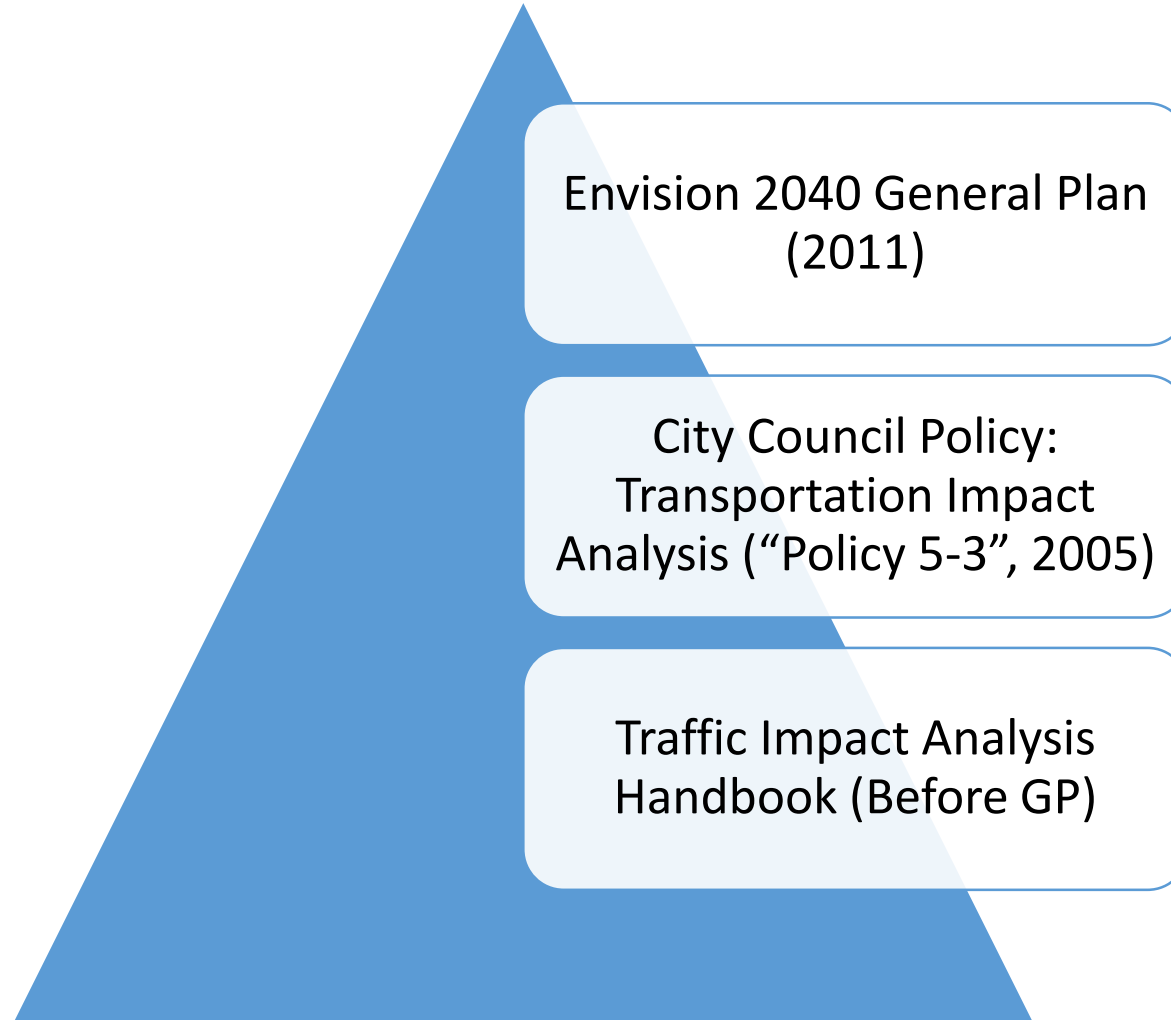 Envision 2040 General Plan
(2011)
City Council Policy:
Transportation Impact
Analysis (“Policy 5-3”, 2005)
Traffic Impact Analysis
Handbook (Before GP)